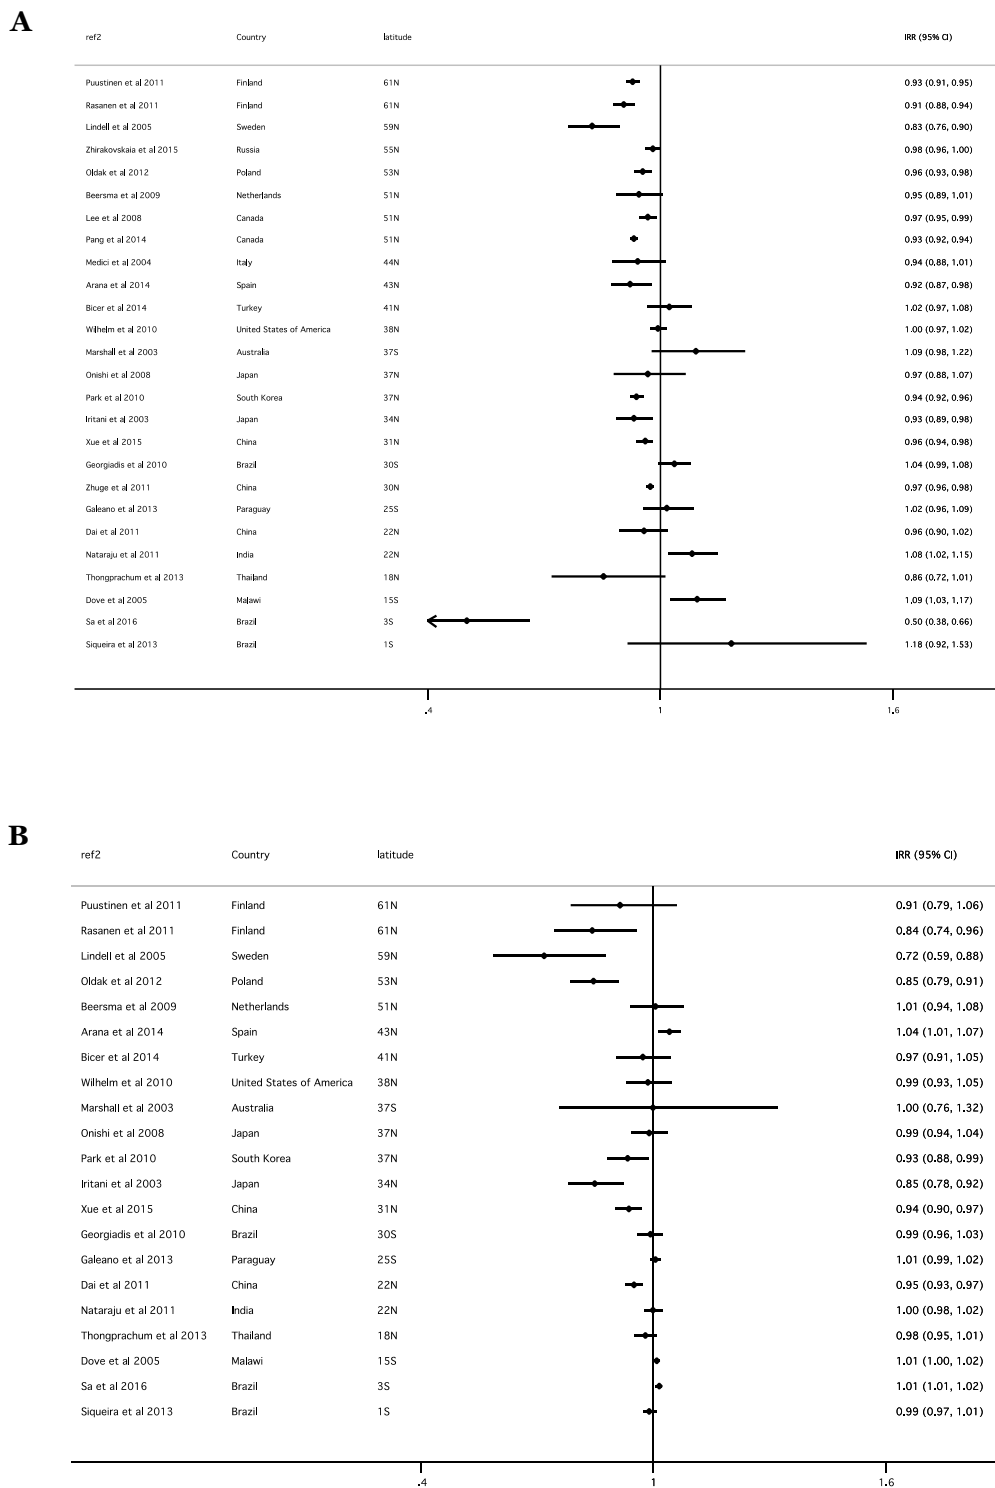 A
ref2 Country latitude IRR (95% CI)
Puustinen et al 2011 Finland 61N 0.93 (0.91, 0.95)
Rasanen et al 2011 Finland 61N 0.91 (0.88, 0.94)
Lindell et al 2005 Sweden 59N 0.83 (0.76, 0.90)
Zhirakovskaia et al 2015 Russia 55N 0.98 (0.96, 1.00)
Oldak et al 2012 Poland 53N 0.96 (0.93, 0.98)
Beersma et al 2009 Netherlands 51N 0.95 (0.89, 1.01)
Lee et al 2008 Canada 51N 0.97 (0.95, 0.99)
Pang et al 2014 Canada 51N 0.93 (0.92, 0.94)
Medici et al 2004 Italy 44N 0.94 (0.88, 1.01)
Arana et al 2014 Spain 43N 0.92 (0.87, 0.98)
Bicer et al 2014 Turkey 41N 1.02 (0.97, 1.08)
Wilhelm et al 2010 United States of America 38N 1.00 (0.97, 1.02)
Marshall et al 2003 Australia 37S 1.09 (0.98, 1.22)
Onishi et al 2008 Japan 37N 0.97 (0.88, 1.07)
Park et al 2010 South Korea 37N 0.94 (0.92, 0.96)
Iritani et al 2003 Japan 34N 0.93 (0.89, 0.98)
Xue et al 2015 China 31N 0.96 (0.94, 0.98)
Georgiadis et al 2010 Brazil 30S 1.04 (0.99, 1.08)
Zhuge et al 2011 China 30N 0.97 (0.96, 0.98)
Galeano et al 2013 Paraguay 25S 1.02 (0.96, 1.09)
Dai et al 2011 China 22N 0.96 (0.90, 1.02)
Nataraju et al 2011 India 22N 1.08 (1.02, 1.15)
Thongprachum et al 2013 Thailand 18N 0.86 (0.72, 1.01)
Dove et al 2005 Malawi 15S 1.09 (1.03, 1.17)
Sa et al 2016 Brazil 3S 0.50 (0.38, 0.66)
Siqueira et al 2013 Brazil 1S 1.18 (0.92, 1.53)
.4 1 1.6
B
ref2 Country latitude IRR (95% CI)
Puustinen et al 2011 Finland 61N 0.91 (0.79, 1.06)
Rasanen et al 2011 Finland 61N 0.84 (0.74, 0.96)
Lindell et al 2005 Sweden 59N 0.72 (0.59, 0.88)
Oldak et al 2012 Poland 53N 0.85 (0.79, 0.91)
Beersma et al 2009 Netherlands 51N 1.01 (0.94, 1.08)
Arana et al 2014 Spain 43N 1.04 (1.01, 1.07)
Bicer et al 2014 Turkey 41N 0.97 (0.91, 1.05)
Wilhelm et al 2010 United States of America 38N 0.99 (0.93, 1.05)
Marshall et al 2003 Australia 37S 1.00 (0.76, 1.32)
Onishi et al 2008 Japan 37N 0.99 (0.94, 1.04)
Park et al 2010 South Korea 37N 0.93 (0.88, 0.99)
Iritani et al 2003 Japan 34N 0.85 (0.78, 0.92)
Xue et al 2015 China 31N 0.94 (0.90, 0.97)
Georgiadis et al 2010 Brazil 30S 0.99 (0.96, 1.03)
Galeano et al 2013 Paraguay 25S 1.01 (0.99, 1.02)
Dai et al 2011 China 22N 0.95 (0.93, 0.97)
Nataraju et al 2011 India 22N 1.00 (0.98, 1.02)
Thongprachum et al 2013 Thailand 18N 0.98 (0.95, 1.01)
Dove et al 2005 Malawi 15S 1.01 (1.00, 1.02)
Sa et al 2016 Brazil 3S 1.01 (1.01, 1.02)
Siqueira et al 2013 Brazil 1S 0.99 (0.97, 1.01)
.4 1 1.6